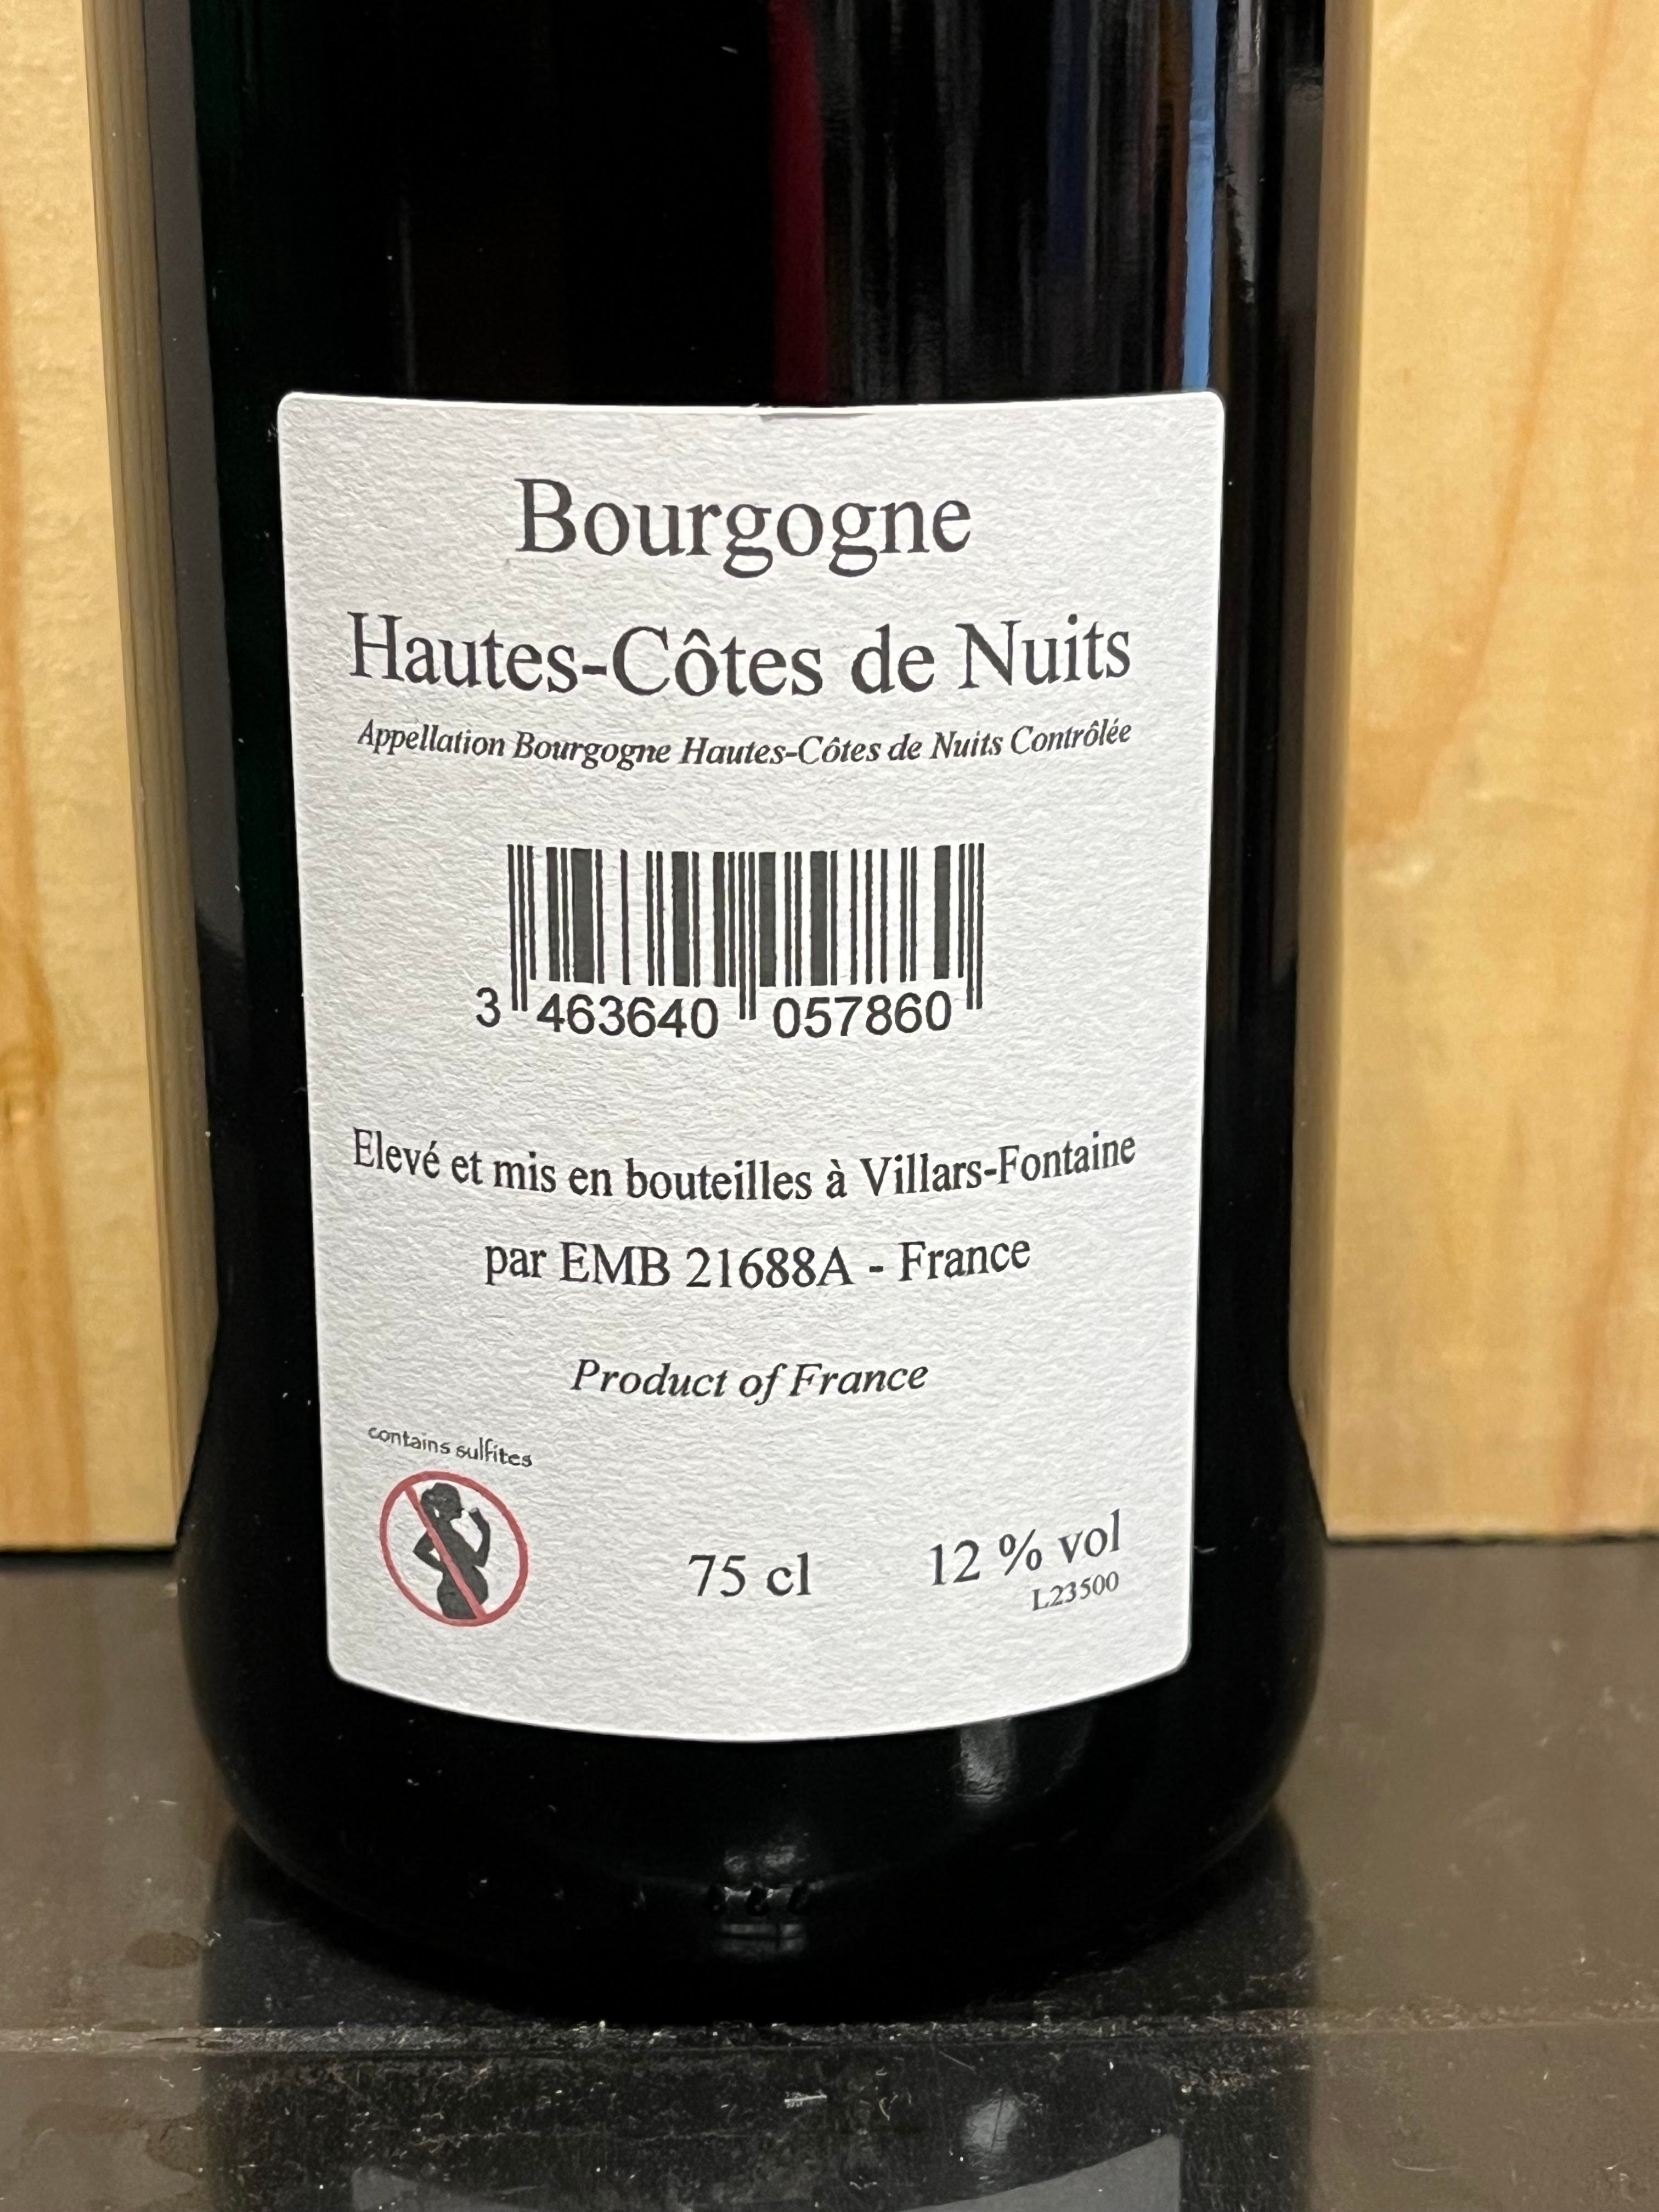 Bourgogne
Hautes-Côtes de Nuits
Appellation Bourgogne Hautes-Côtes de Nuits Contrôlée
3 463640 057860
Elevé et mis en bouteilles à Villars-Fontaine
par EMB 21688A - France
Product of France
contains sulfites
75 cl
12 % vol
L23500